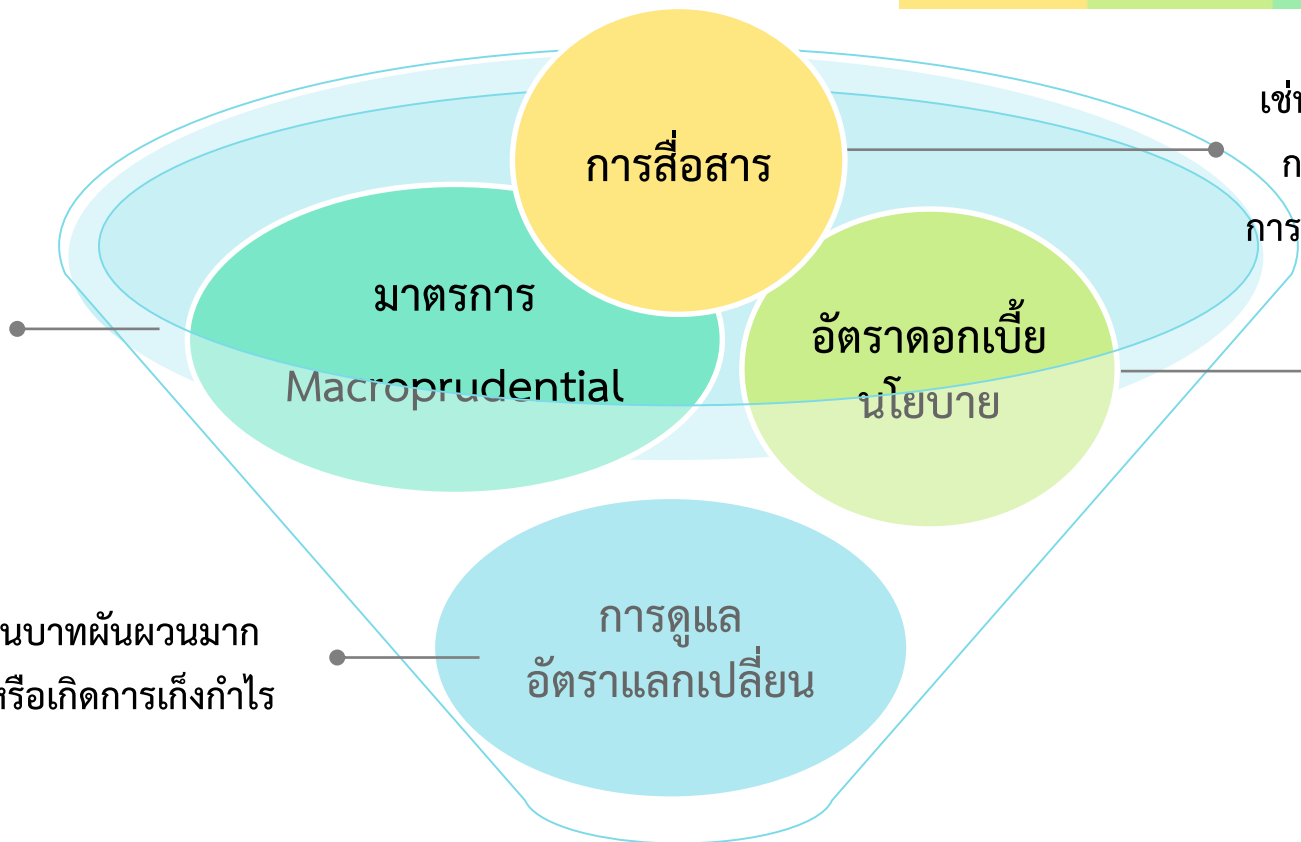 การสื่อสาร
การ
มาตรการ
Macroprudential
อัตราดอกเบี้ย
นโยบาย
การดูแล
อัตราแลกเปลี่ยน
นบาทผันผวนมาก
หรือเกิดการเก็งกำไร